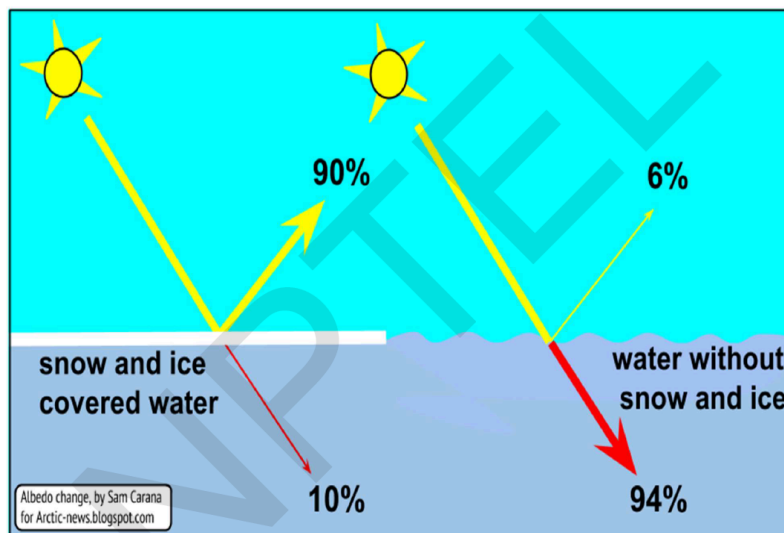 90%
6%
snow and ice
covered water
water without
snow and ice
10%
94%
Albedo change, by Sam Carana
for Arctic-news.blogspot.com
NPTEL